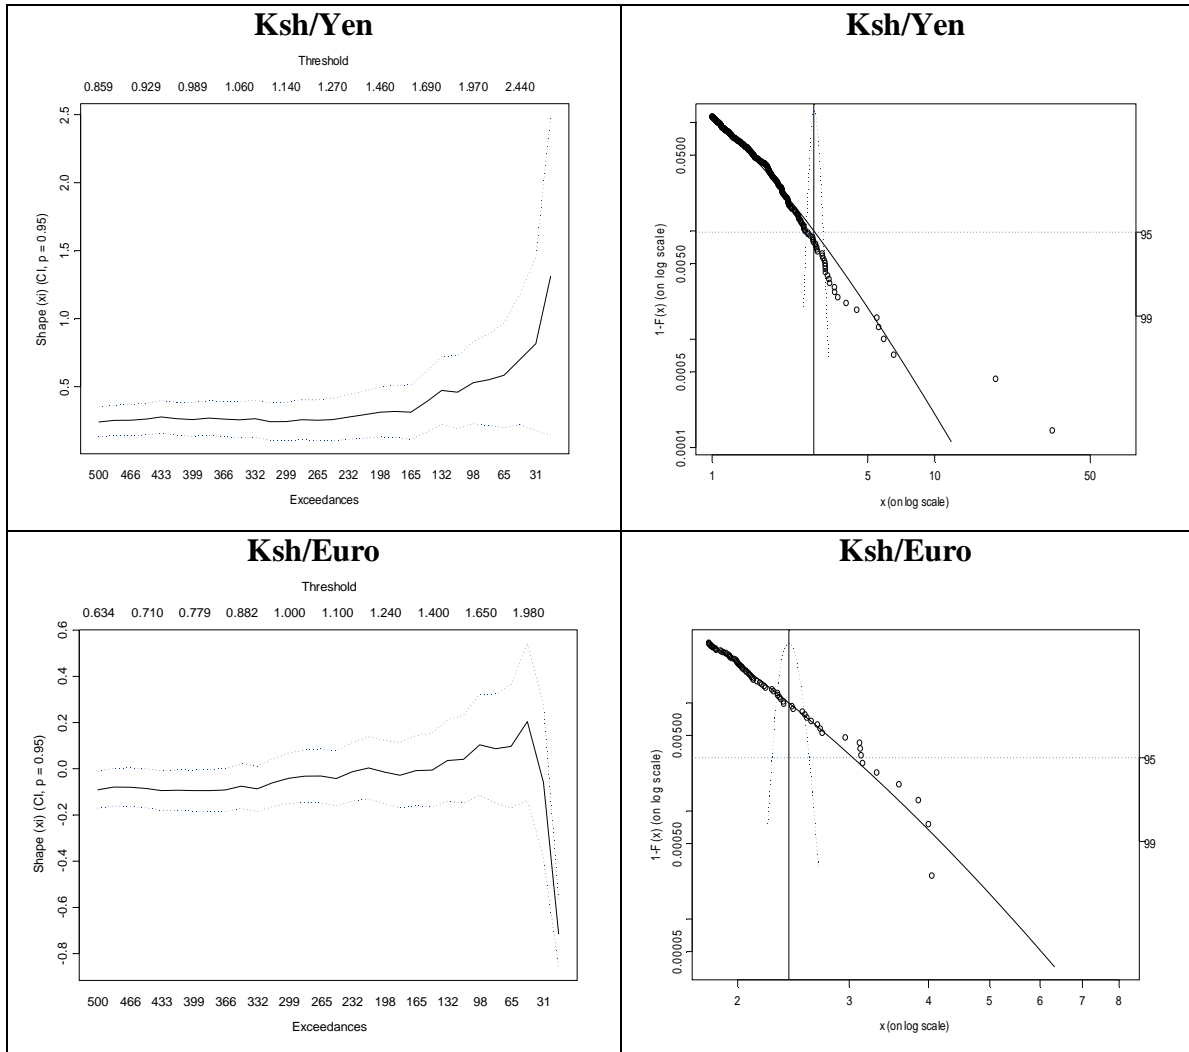 Ksh/Yen
Threshold
0.859 0.929 0.989 1.060 1.140 1.270 1.460 1.690 1.970 2.440
Shape (xi) (CI, p = 0.95)
2.5
2.0
1.5
1.0
0.5
500 466 433 399 366 332 299 265 232 198 165 132 98 65 31
Exceedances
Ksh/Yen
1-F(x) (on log scale)
0.0500
0.0050
0.0005
0.0001
95
99
1 5 10 50
x (on log scale)
Ksh/Euro
Threshold
0.634 0.710 0.779 0.882 1.000 1.100 1.240 1.400 1.650 1.980
Shape (xi) (CI, p = 0.95)
0.6
0.4
0.2
0.0
-0.2
-0.4
-0.6
-0.8
500 466 433 399 366 332 299 265 232 198 165 132 98 65 31
Exceedances
Ksh/Euro
1-F(x) (on log scale)
0.00500
0.00050
0.00005
95
99
2 3 4 5 6 7 8
x (on log scale)